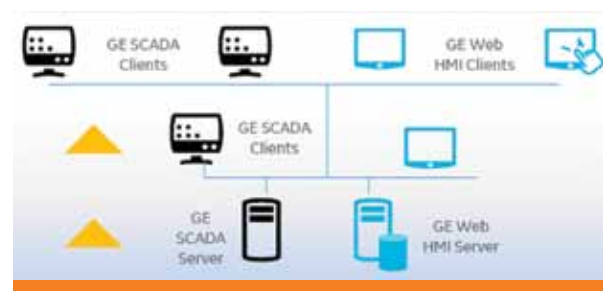 GE SCADA
Clients
GE Web
HMI Clients
GE SCADA
Clients
GE
SCADA
Server
GE Web
HMI Server